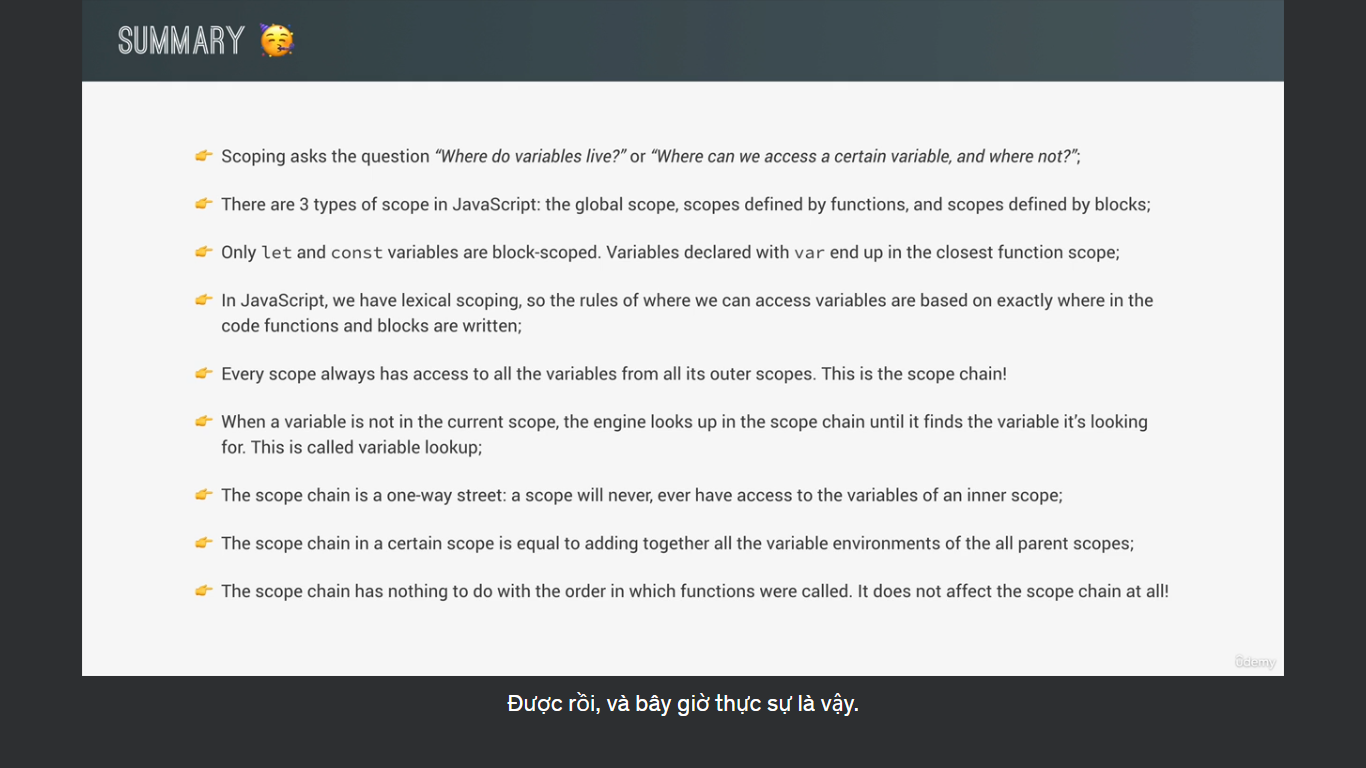 SUMMARY 🥳
👉 Scoping asks the question “Where do variables live?” or “Where can we access a certain variable, and where not?”;
👉 There are 3 types of scope in JavaScript: the global scope, scopes defined by functions, and scopes defined by blocks;
👉 Only let and const variables are block-scoped. Variables declared with var end up in the closest function scope;
👉 In JavaScript, we have lexical scoping, so the rules of where we can access variables are based on exactly where in the
code functions and blocks are written;
👉 Every scope always has access to all the variables from all its outer scopes. This is the scope chain!
👉 When a variable is not in the current scope, the engine looks up in the scope chain until it finds the variable it’s looking
for. This is called variable lookup;
👉 The scope chain is a one-way street: a scope will never, ever have access to the variables of an inner scope;
👉 The scope chain in a certain scope is equal to adding together all the variable environments of the all parent scopes;
👉 The scope chain has nothing to do with the order in which functions were called. It does not affect the scope chain at all!
Udemy
Được rồi, và bây giờ thực sự là vậy.